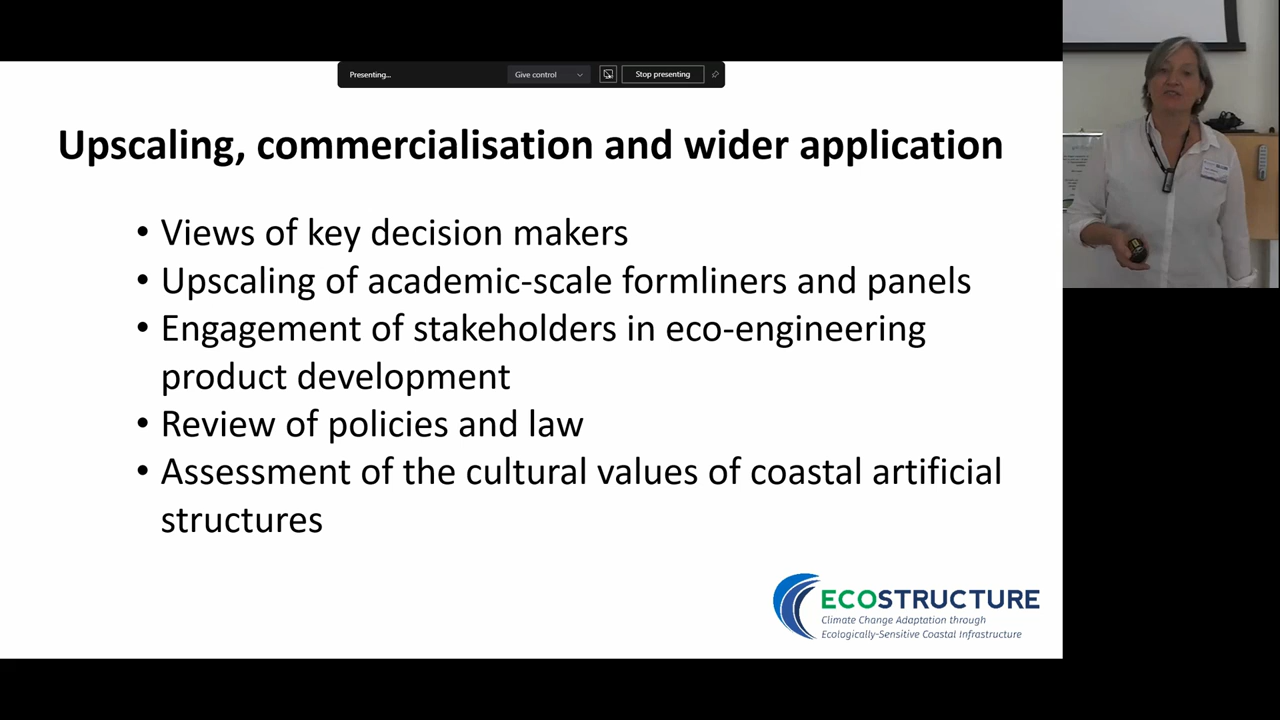 Presenting...
Give control
Stop presenting
Upscaling, commercialisation and wider application
• Views of key decision makers
• Upscaling of academic-scale formliners and panels
• Engagement of stakeholders in eco-engineering
product development
• Review of policies and law
• Assessment of the cultural values of coastal artificial
structures
ECOSTRUCTURE
Climate Change Adaptation through
Ecologically-Sensitive Coastal Infrastructure